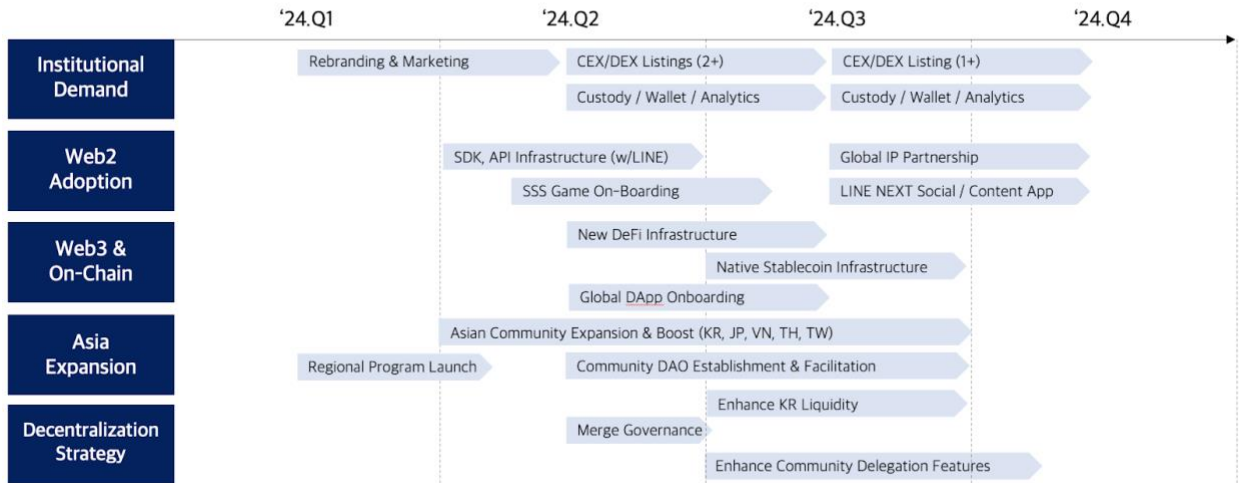 ‘24.Q1 ‘24.Q2 ‘24.Q3 ‘24.Q4
Institutional
Demand
Rebranding & Marketing
CEX/DEX Listings (2+)
CEX/DEX Listing (1+)
Custody / Wallet / Analytics
Custody / Wallet / Analytics
Web2
Adoption
SDK, API Infrastructure (w/LINE)
Global IP Partnership
SSS Game On-Boarding
LINE NEXT Social / Content App
Web3 &
On-Chain
New DeFi Infrastructure
Native Stablecoin Infrastructure
Global DApp Onboarding
Asia
Expansion
Asian Community Expansion & Boost (KR, JP, VN, TH, TW)
Regional Program Launch
Community DAO Establishment & Facilitation
Enhance KR Liquidity
Decentralization
Strategy
Merge Governance
Enhance Community Delegation Features